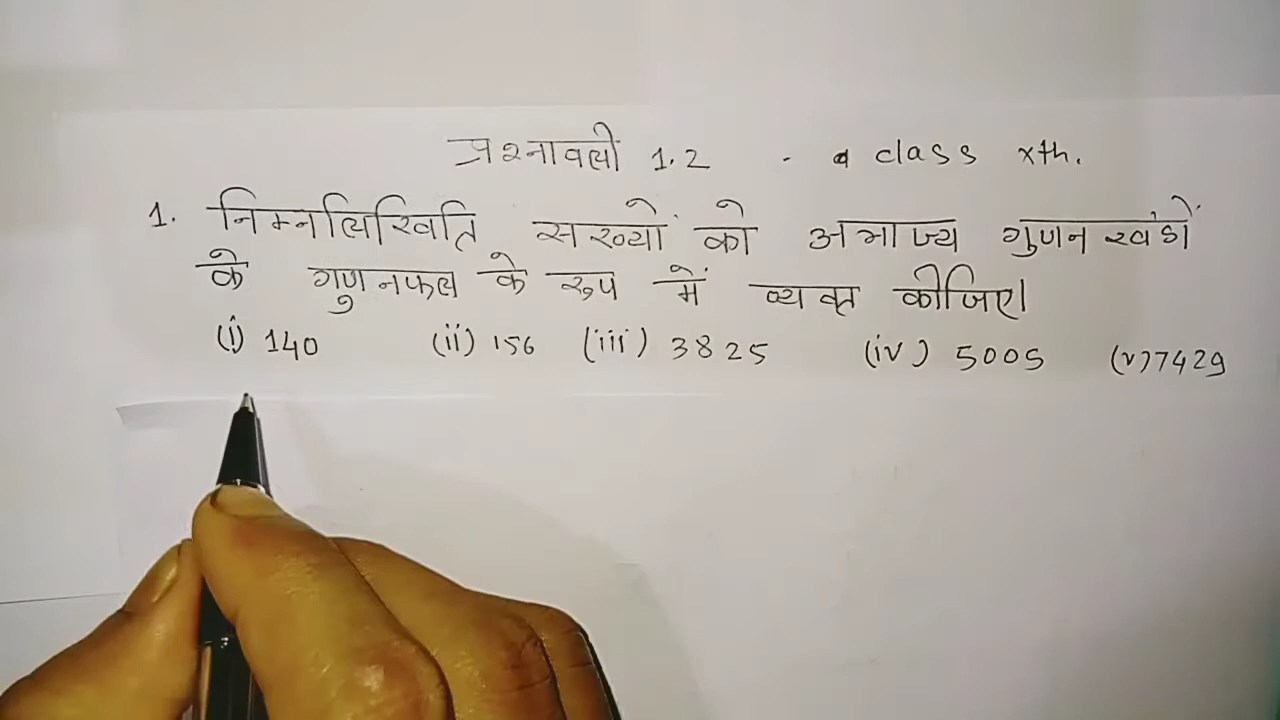 प्रश्नावली 1.2 - class xth.
1. निम्नलिखिति सख्यों को अभाज्य गुणनखंडों
के गुणनफल के रूप में व्यक्त कीजिए।
(i) 140 (ii) 156 (iii) 3825 (iv) 5005 (v) 7429